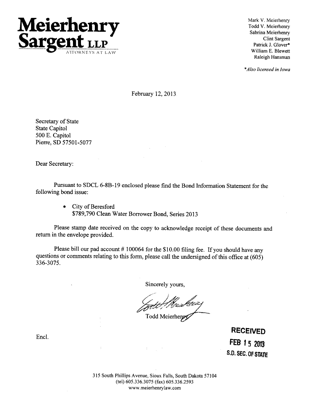 Meierhenry
Sargent LLP
ATTORNEYS AT LAW
Mark V. Meierhenry
Todd V. Meierhenry
Sabrina Meierhenry
Clint Sargent
Patrick J. Glover*
William E. Blewett
Raleigh Hansman
*Also licensed in Iowa
February 12, 2013
Secretary of State
State Capitol
500 E. Capitol
Pierre, SD 57501-5077
Dear Secretary:
Pursuant to SDCL 6-8B-19 enclosed please find the Bond Information Statement for the
following bond issue:
• City of Beresford
$789,790 Clean Water Borrower Bond, Series 2013
Please stamp date received on the copy to acknowledge receipt of these documents and
return in the envelope provided.
Please bill our pad account # 100064 for the $10.00 filing fee. If you should have any
questions or comments relating to this form, please call the undersigned of this office at (605)
336-3075.
Sincerely yours,
Todd Meierhenry
Encl.
RECEIVED
FEB 15 2013
S.D. SEC. OF STATE
315 South Phillips Avenue, Sioux Falls, South Dakota 57104
(tel) 605.336.3075 (fax) 605.336.2593
www.meierhenrylaw.com